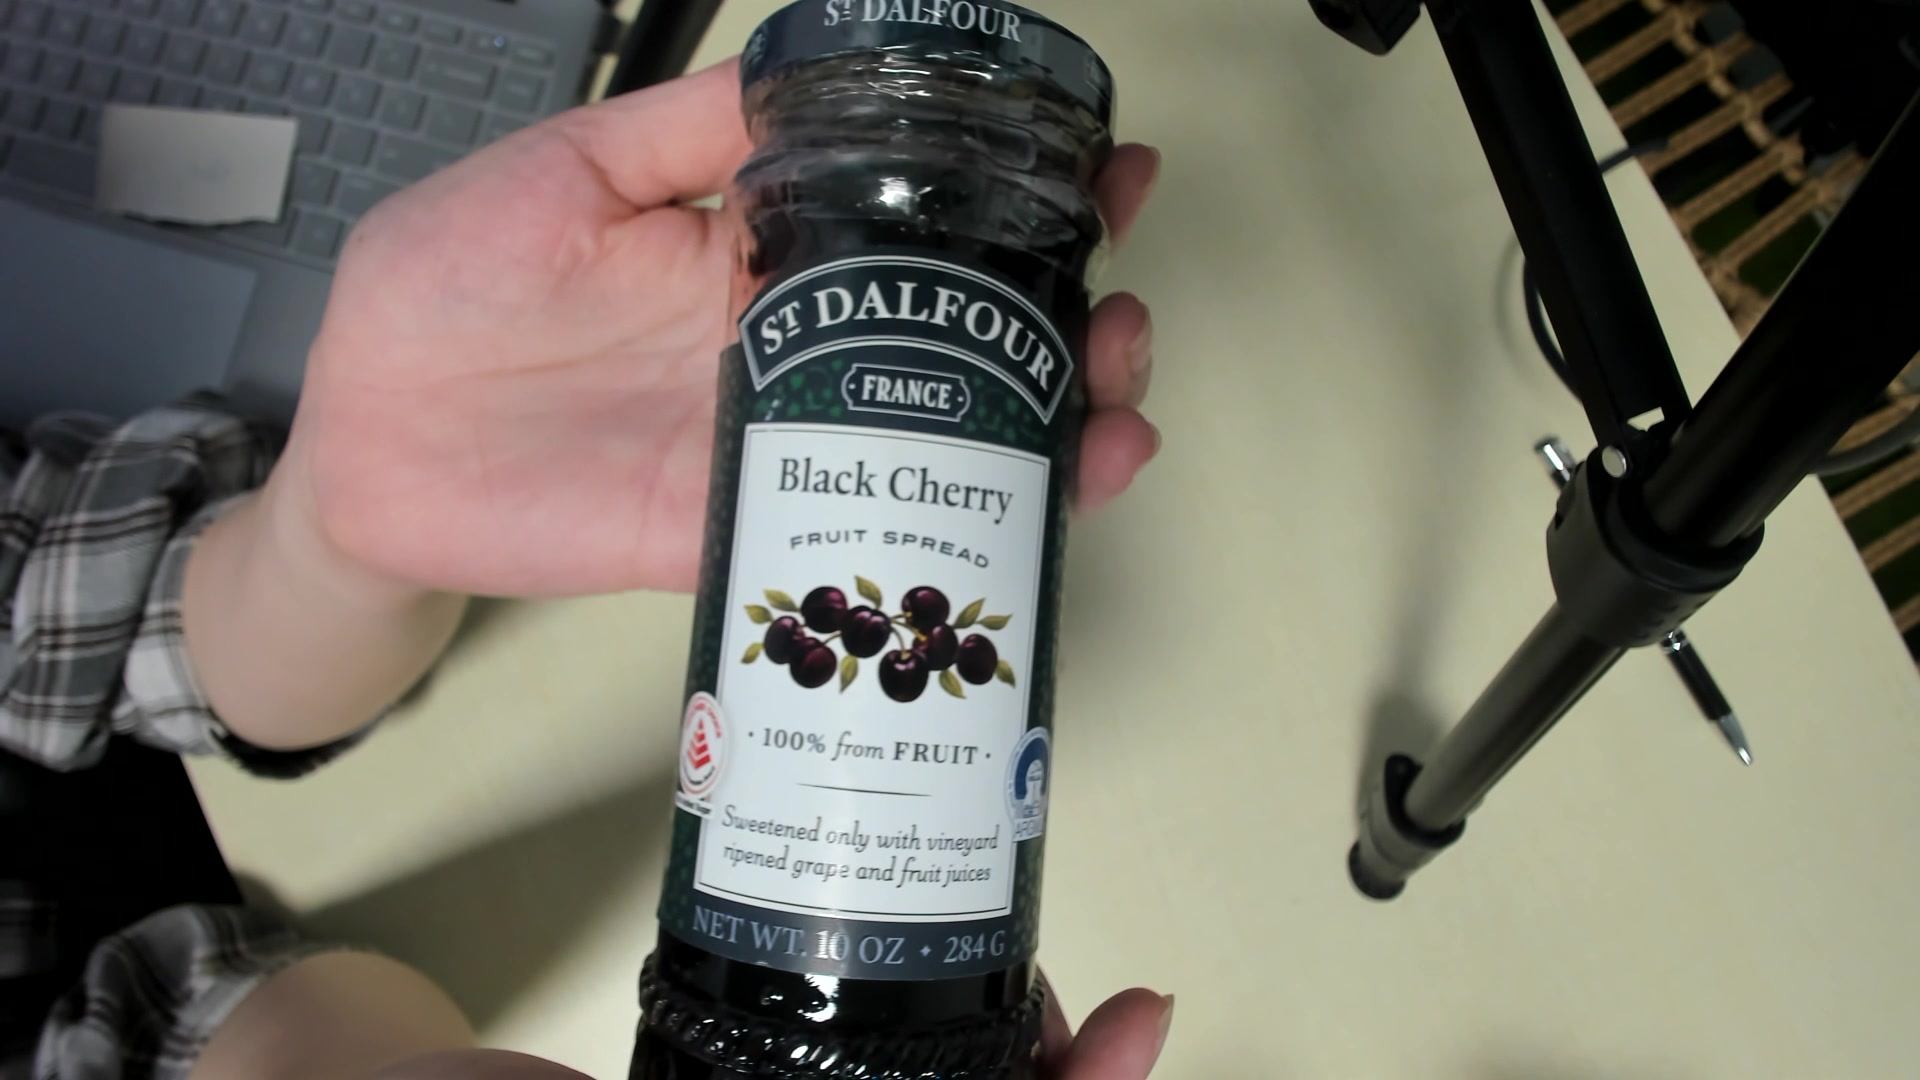 ST DALFOUR
ST DALFOUR
FRANCE
Black Cherry
FRUIT SPREAD
· 100% from FRUIT ·
Sweetened only with vineyard
ripened grape and fruit juices
NET WT. 10 OZ • 284 G